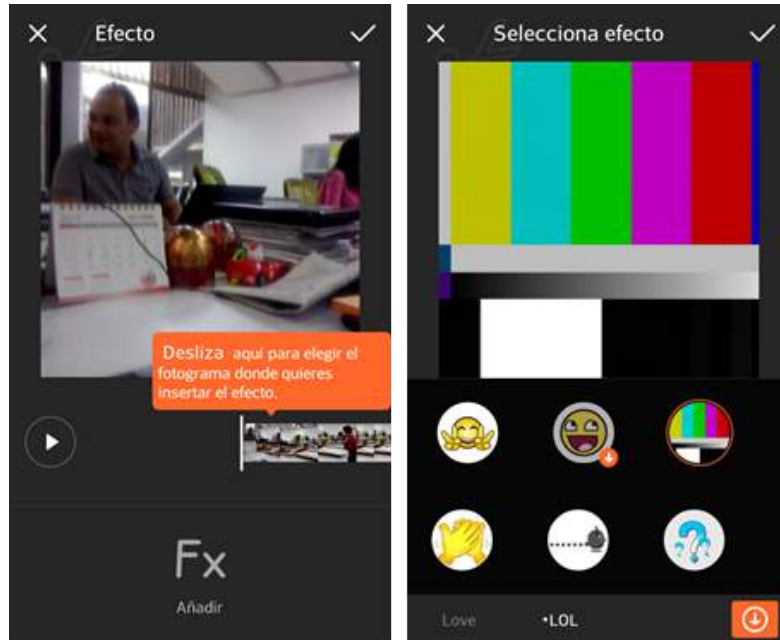 Efecto
Desliza aquí para elegir el
fotograma donde quieres
insertar el efecto.
Fx
Añadir
Selecciona efecto
Love
•LOL